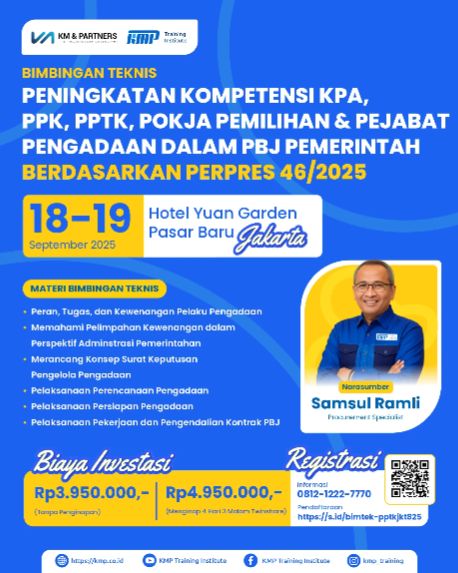 KM & PARTNERS
KMP Training
Institute
BIMBINGAN TEKNIS
PENINGKATAN KOMPETENSI KPA,
PPK, PPTK, POKJA PEMILIHAN & PEJABAT
PENGADAAN DALAM PBJ PEMERINTAH
BERDASARKAN PERPRES 46/2025
18-19
September 2025
Hotel Yuan Garden
Pasar Baru Jakarta
MATERI BIMBINGAN TEKNIS
• Peran, Tugas, dan Kewenangan Pelaku Pengadaan
• Memahami Pelimpahan Kewenangan dalam
Perspektif Adminstrasi Pemerintahan
• Merancang Konsep Surat Keputusan
Pengelola Pengadaan
• Pelaksanaan Perencanaan Pengadaan
• Pelaksanaan Persiapan Pengadaan
• Pelaksanaan Pekerjaan dan Pengendalian Kontrak PBJ
KMP
Narasumber
Samsul Ramli
Procurement Specialist
Biaya Investasi
Rp3.950.000,-
(Tanpa Penginapan)
Rp4.950.000,-
(Menginap 4 Hari 3 Malam Twinshare)
Registrasi
Informasi
0812-1222-7770
Pendaftaran
https://s.id/bimtek-pptkjkt825
https://kmp.co.id
KMP Training Institute
KMP Training Institute
kmp_training